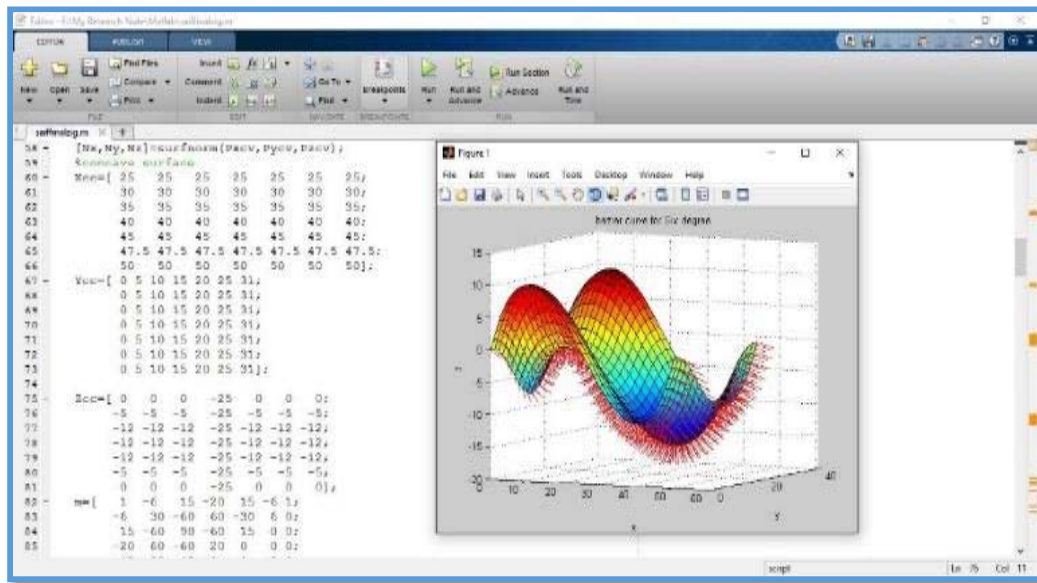 EDITOR PUBLISH VIEW
New Open Save Find Files Compare Print
Insert Comment Indent
Go To Find
Breakpoints
Run Run and Advance Run Section Advance Run and Time
FILE EDIT NAVIGATE BREAKPOINTS RUN
58 - [Nx,Ny,Nz]=surfnorm(Pxcv,Pycv,Pzcv);
59 %concave surface
60 - Xcc=[ 25 25 25 25 25 25 25;
61 30 30 30 30 30 30 30;
62 35 35 35 35 35 35 35;
63 40 40 40 40 40 40 40;
64 45 45 45 45 45 45 45;
65 47.5 47.5 47.5 47.5 47.5 47.5 47.5;
66 50 50 50 50 50 50 50];
67 - Ycc=[ 0 5 10 15 20 25 31;
68 0 5 10 15 20 25 31;
69 0 5 10 15 20 25 31;
70 0 5 10 15 20 25 31;
71 0 5 10 15 20 25 31;
72 0 5 10 15 20 25 31;
73 0 5 10 15 20 25 31];
74
75 - Zcc=[ 0 0 0 -25 0 0 0;
76 -5 -5 -5 -25 -5 -5 -5;
77 -12 -12 -12 -25 -12 -12 -12;
78 -12 -12 -12 -25 -12 -12 -12;
79 -12 -12 -12 -25 -12 -12 -12;
80 -5 -5 -5 -25 -5 -5 -5;
81 0 0 0 -25 0 0 0];
82 - m=[ 1 -6 15 -20 15 -6 1;
83 -6 30 -60 60 -30 6 0;
84 15 -60 90 -60 15 0 0;
85 -20 60 -60 20 0 0 0;
Figure 1
File Edit View Insert Tools Desktop Window Help
curve for Six degree
15
10
5
0
-5
-10
-15
-20
0 10 20 30 40 50 60 0 20 40
x
y
z
script Ln 76 Col 11